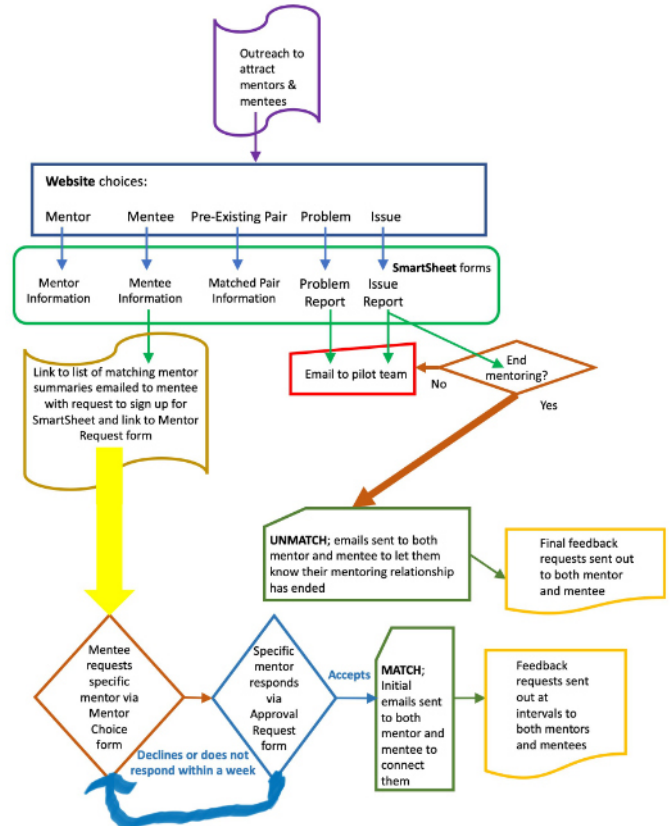 Outreach to
attract
mentors &
mentees
Website choices:
Mentor Mentee Pre-Existing Pair Problem Issue
SmartSheet forms
Mentor
Information
Mentee
Information
Matched Pair
Information
Problem
Report
Issue
Report
Link to list of matching mentor
summaries emailed to mentee
with request to sign up for
SmartSheet and link to Mentor
Request form
Email to pilot team
No
End
mentoring?
Yes
UNMATCH; emails sent to both
mentor and mentee to let them
know their mentoring relationship
has ended
Final feedback
requests sent out
to both mentor
and mentee
Mentee
requests
specific
mentor via
Mentor
Choice
form
Specific
mentor
responds
via
Approval
Request
form
Accepts
Declines or does not
respond within a week
MATCH;
Initial
emails sent
to both
mentor and
mentee to
connect
them
Feedback
requests sent
out at
intervals to
both mentors
and mentees